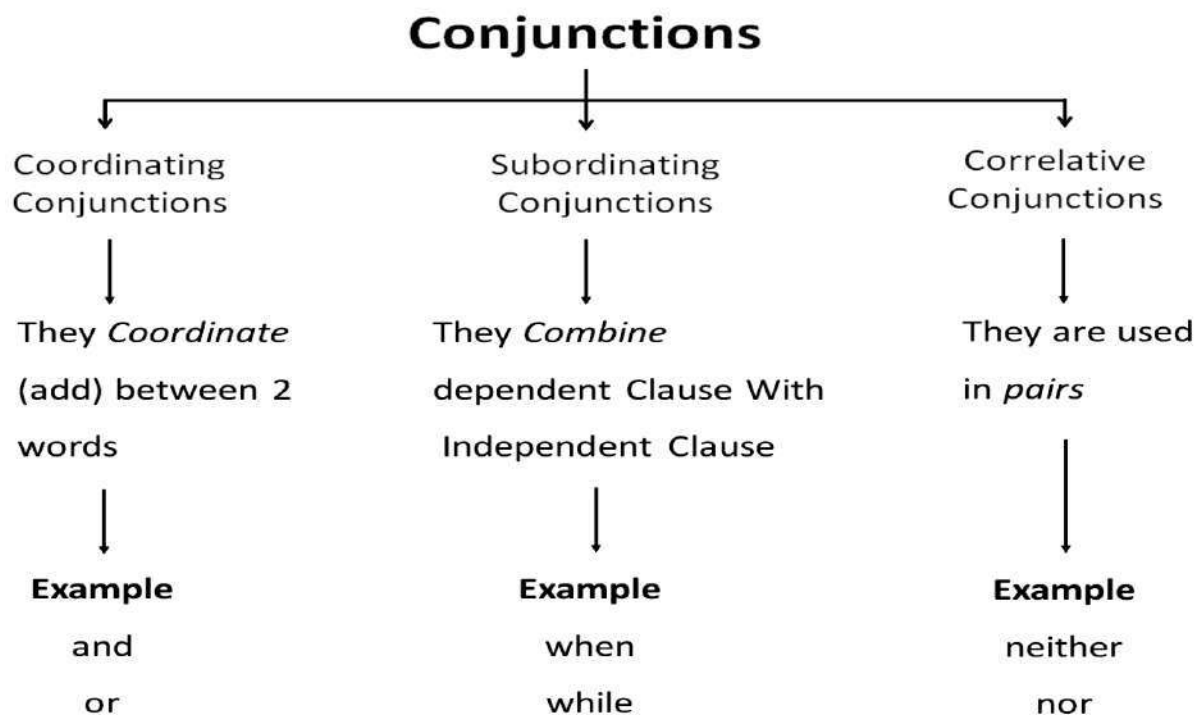 Conjunctions
Coordinating
Conjunctions
They Coordinate
(add) between 2
words
Example
and
or
Subordinating
Conjunctions
They Combine
dependent Clause With
Independent Clause
Example
when
while
Correlative
Conjunctions
They are used
in pairs
Example
neither
nor